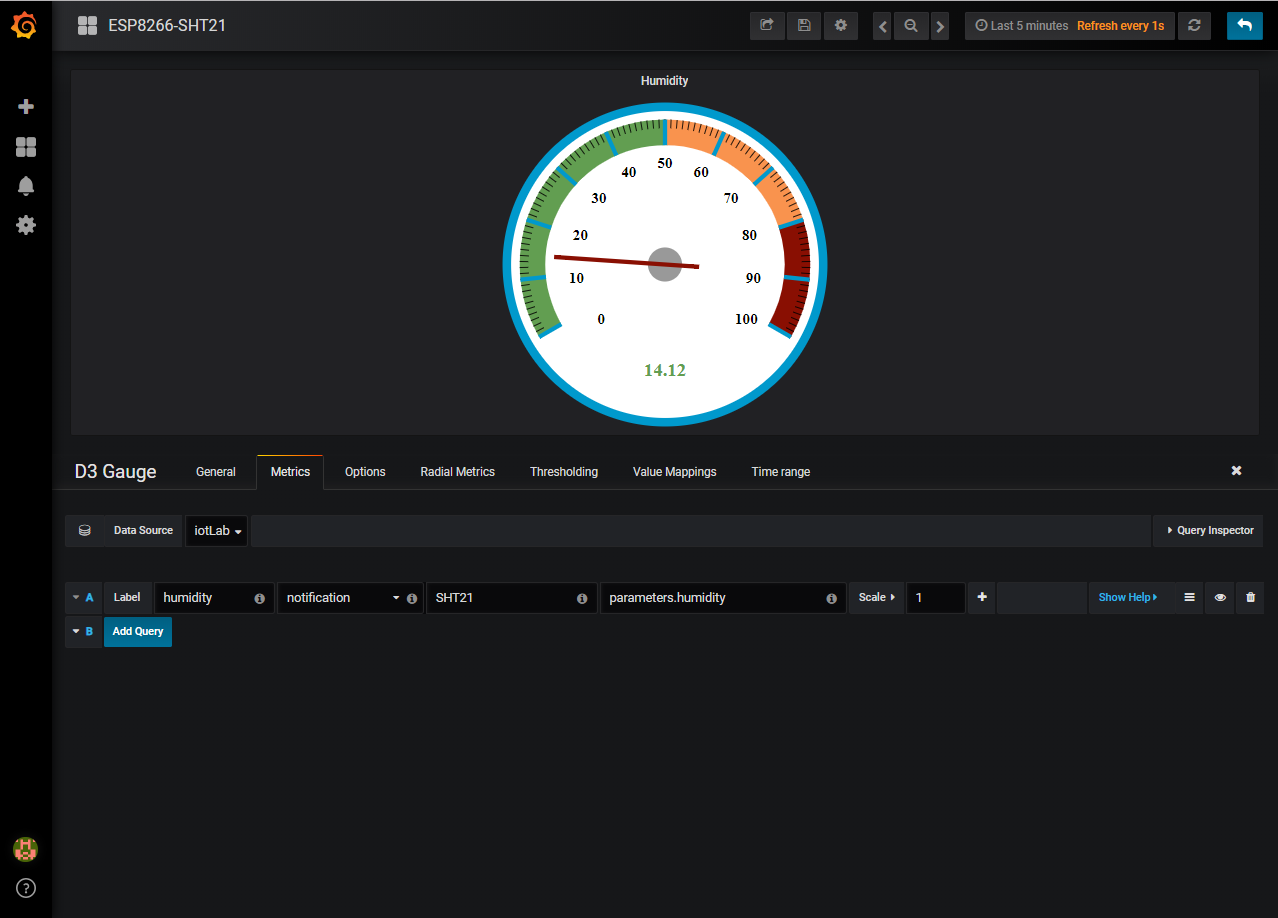 ESP8266-SHT21
Last 5 minutes Refresh every 1s
Humidity
50
40 60
30 70
20 80
10 90
0 100
14.12
D3 Gauge General Metrics Options Radial Metrics Thresholding Value Mappings Time range
Data Source iotLab Query Inspector
A Label humidity notification SHT21 parameters.humidity Scale 1 Show Help
B Add Query